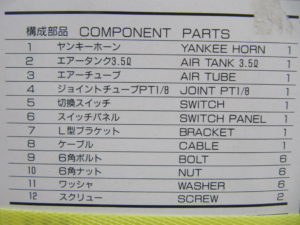 構成部品 COMPONENT PARTS
1 ヤンキーホーン YANKEE HORN 1
2 エアータンク3.5ℓ AIR TANK 3.5ℓ 1
3 エアーチューブ AIR TUBE 1
4 ジョイントチューブPT1/8 JOINT PT1/8 1
5 切換スイッチ SWITCH 1
6 スイッチパネル SWITCH PANEL 1
7 L型ブラケット BRACKET 1
8 ケーブル CABLE 1
9 6角ボルト BOLT 6
10 6角ナット NUT 6
11 ワッシャ WASHER 6
12 スクリュー SCREW 2